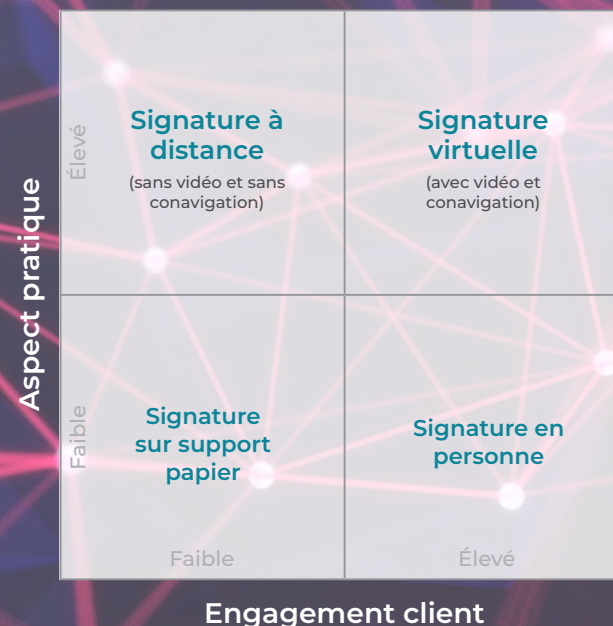 Aspect pratique
Élevé
Signature à
distance
(sans vidéo et sans
conavigation)
Signature
virtuelle
(avec vidéo et
conavigation)
Faible
Signature
sur support
papier
Signature en
personne
Faible
Élevé
Engagement client